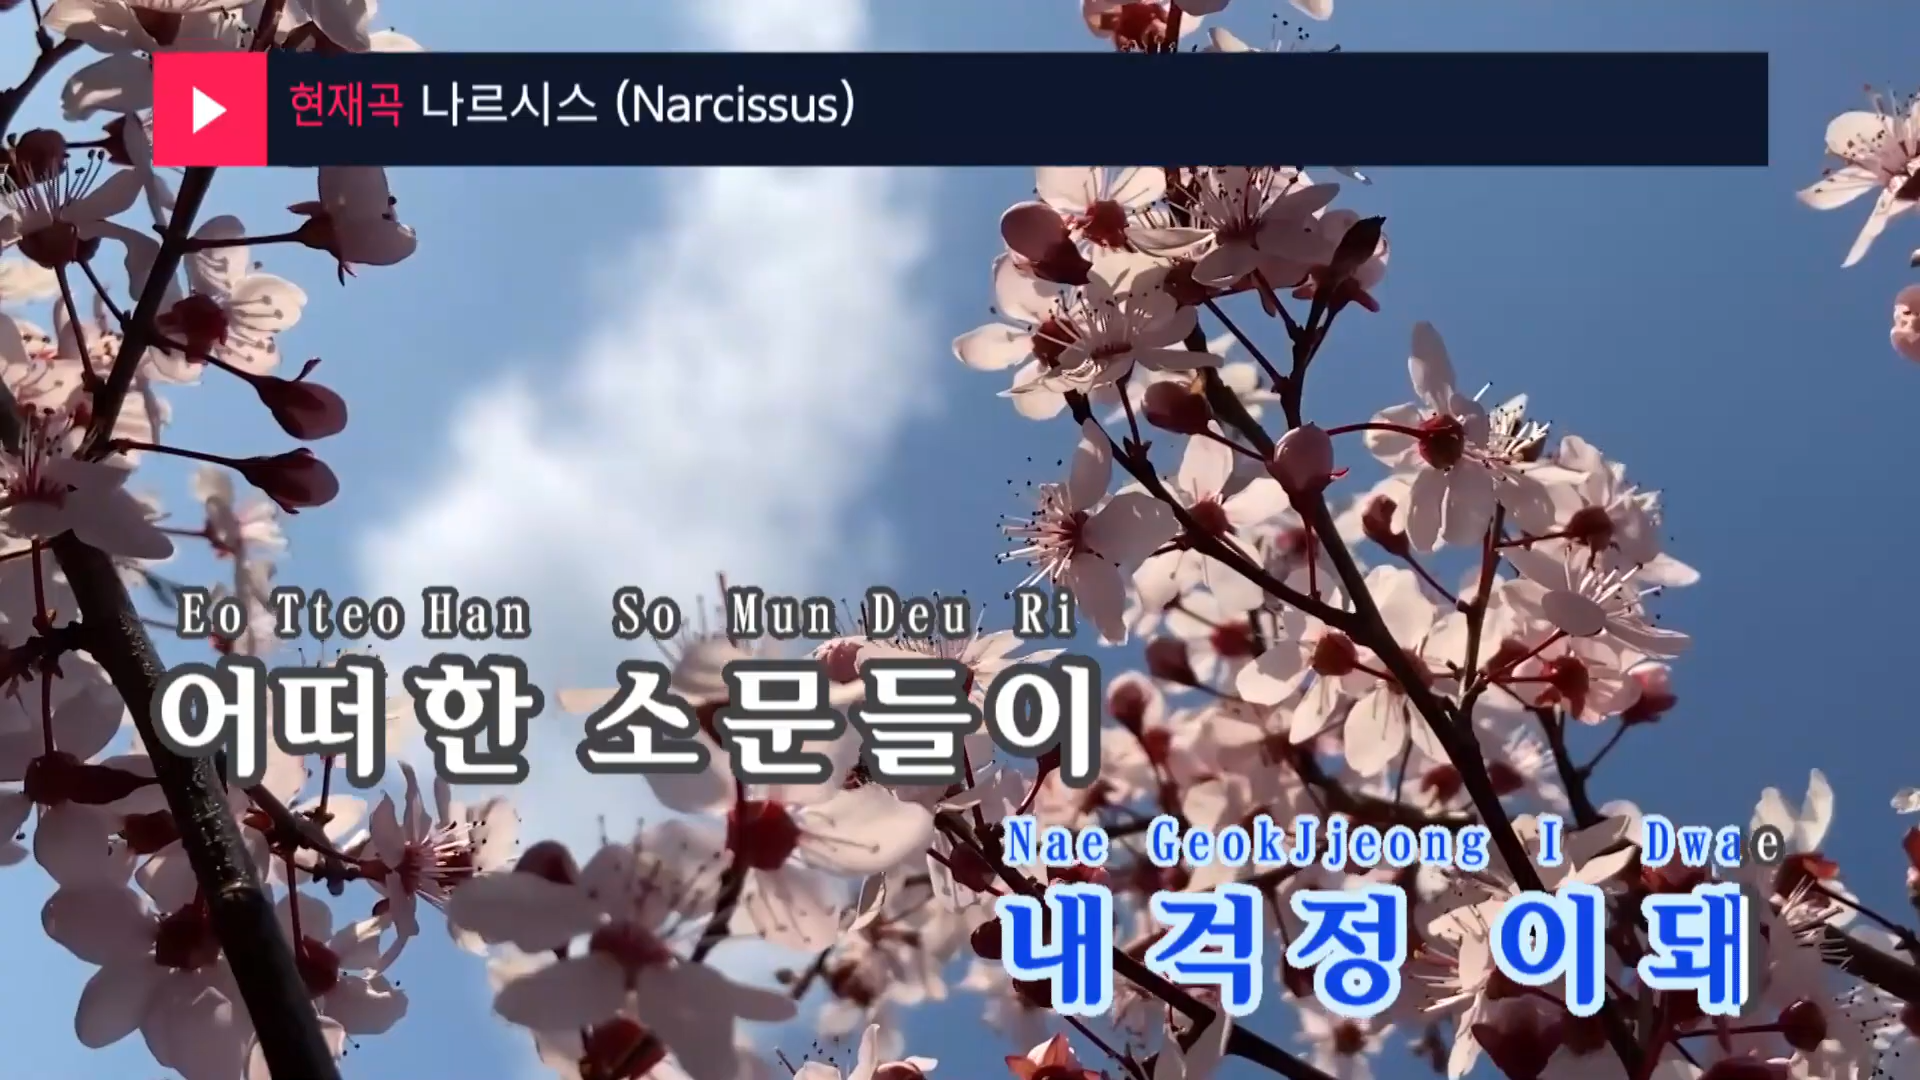 현재곡 나르시스 (Narcissus)
Eo Tteo Han So Mun Deu Ri
어떠한 소문들이
Nae GeokJjeong I Dwae
내 걱정 이 돼